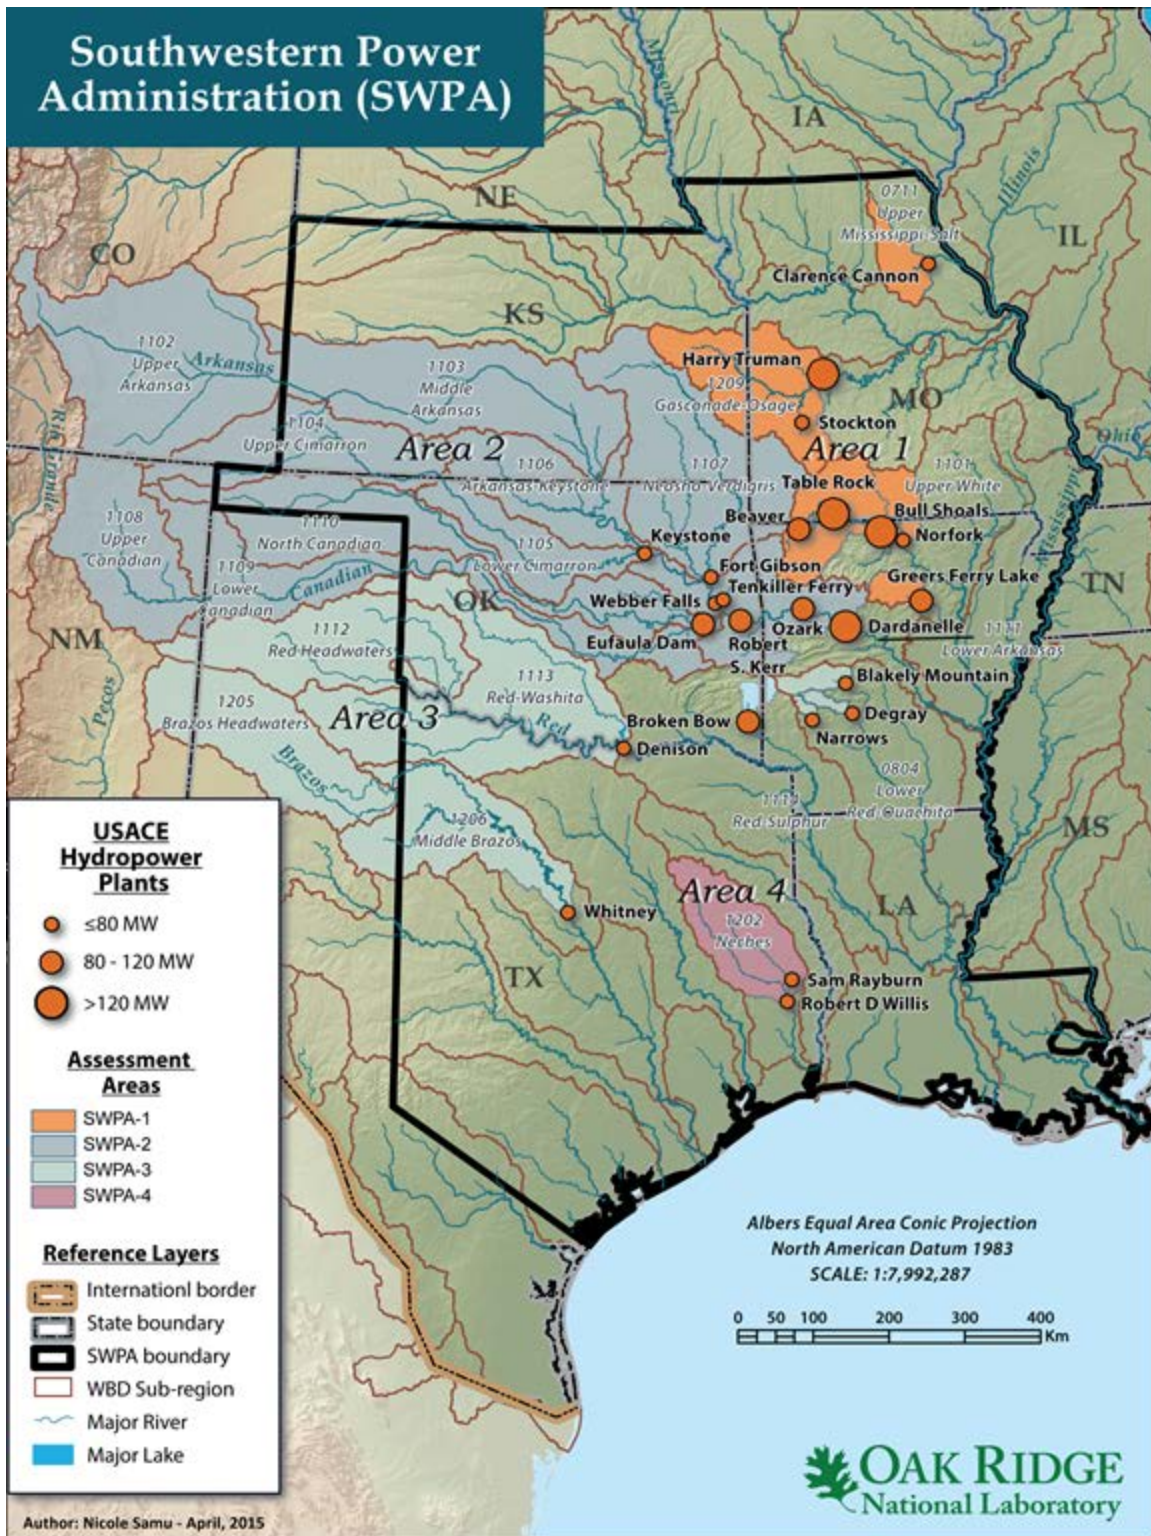 Southwestern Power
Administration (SWPA)
Missouri
IA
Illinois
NE
0711
Upper
Mississippi-Salt
IL
CO
Clarence Cannon
KS
1102
Upper
Arkansas
Arkansas
1103
Middle
Arkansas
Harry Truman
1209
Gasconade-Osage
MO
Stockton
Rio Grande
1104
Upper Cimarron
Area 2
Area 1
Ohio
1106
Arkansas-Keystone
1107
Neosho-Verdigris
1101
Upper White
Table Rock
Mississippi
1108
Upper
Canadian
1110
North Canadian
Beaver
Bull Shoals
Norfork
Keystone
1105
Lower Cimarron
1109
Lower
Canadian
Canadian
Fort Gibson
Tenkiller Ferry
Greers Ferry Lake
TN
OK
Webber Falls
NM
1112
Red Headwaters
Eufaula Dam
Robert
S. Kerr
Ozark
Dardanelle
1111
Lower Arkansas
Pecos
1205
Brazos Headwaters
1113
Red-Washita
Blakely Mountain
Area 3
Red
Broken Bow
Degray
Narrows
Denison
Brazos
0804
Lower
Red-Ouachita
1114
Red-Sulphur
1206
Middle Brazos
MS
Area 4
1202
Neches
LA
Whitney
TX
Sam Rayburn
Robert D Willis
USACE
Hydropower
Plants
≤80 MW
80 - 120 MW
>120 MW
Assessment
Areas
SWPA-1
SWPA-2
SWPA-3
SWPA-4
Reference Layers
Internationl border
State boundary
SWPA boundary
WBD Sub-region
Major River
Major Lake
Albers Equal Area Conic Projection
North American Datum 1983
SCALE: 1:7,992,287
0 50 100 200 300 400
Km
OAK RIDGE
National Laboratory
Author: Nicole Samu - April, 2015